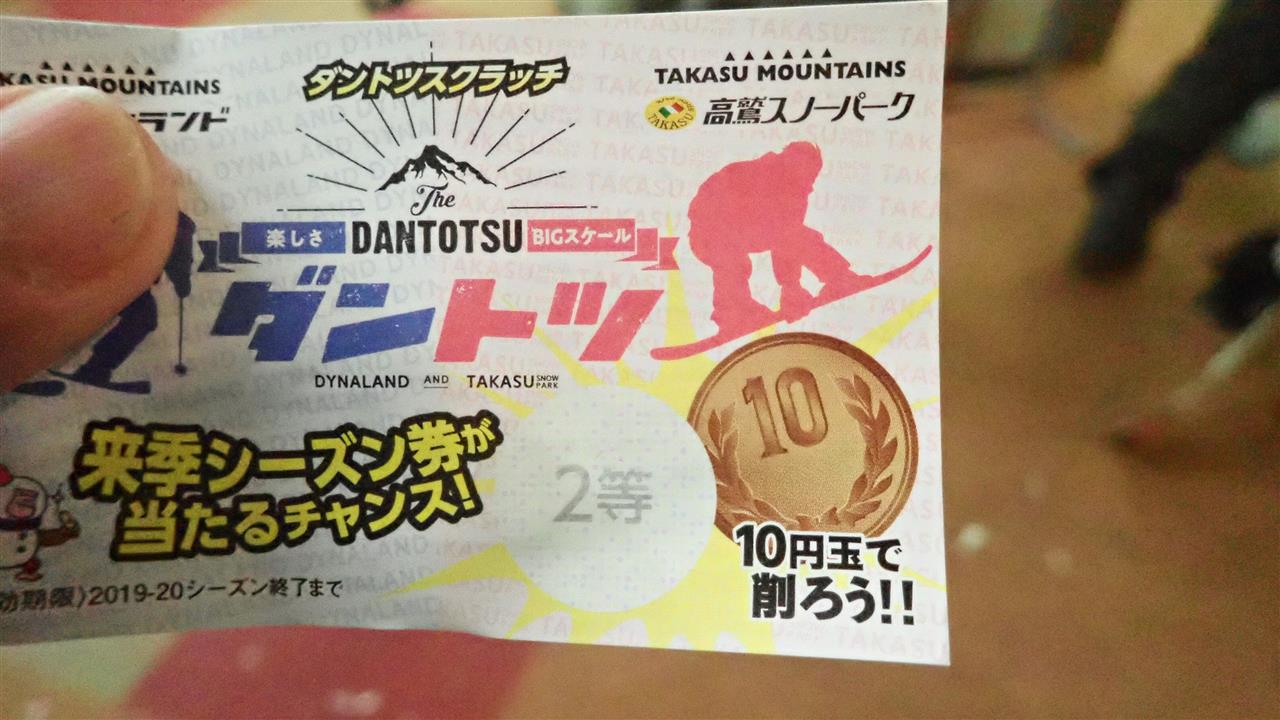 MOUNTAINS
ランド
ダントツスクラッチ
TAKASU MOUNTAINS
TAKASU
高鷲スノーパーク
The
楽しさ DANTOTSU BIGスケール
ダントツ
DYNALAND AND TAKASU SNOW PARK
10
来季シーズン券が
当たるチャンス!
2等
10円玉で
削ろう!!
効期限〉2019-20シーズン終了まで